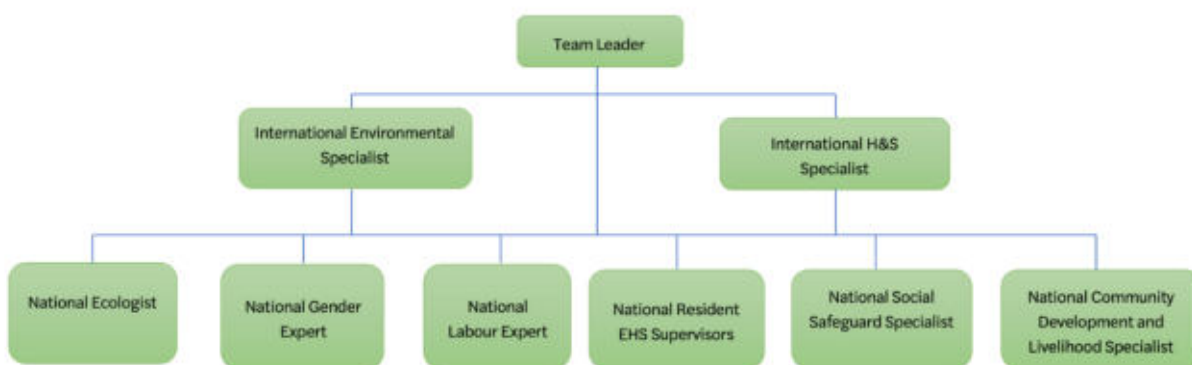 Team Leader
International Environmental
Specialist
International H&S
Specialist
National Ecologist
National Gender
Expert
National
Labour Expert
National Resident
EHS Supervisors
National Social
Safeguard Specialist
National Community
Development and
Livelihood Specialist